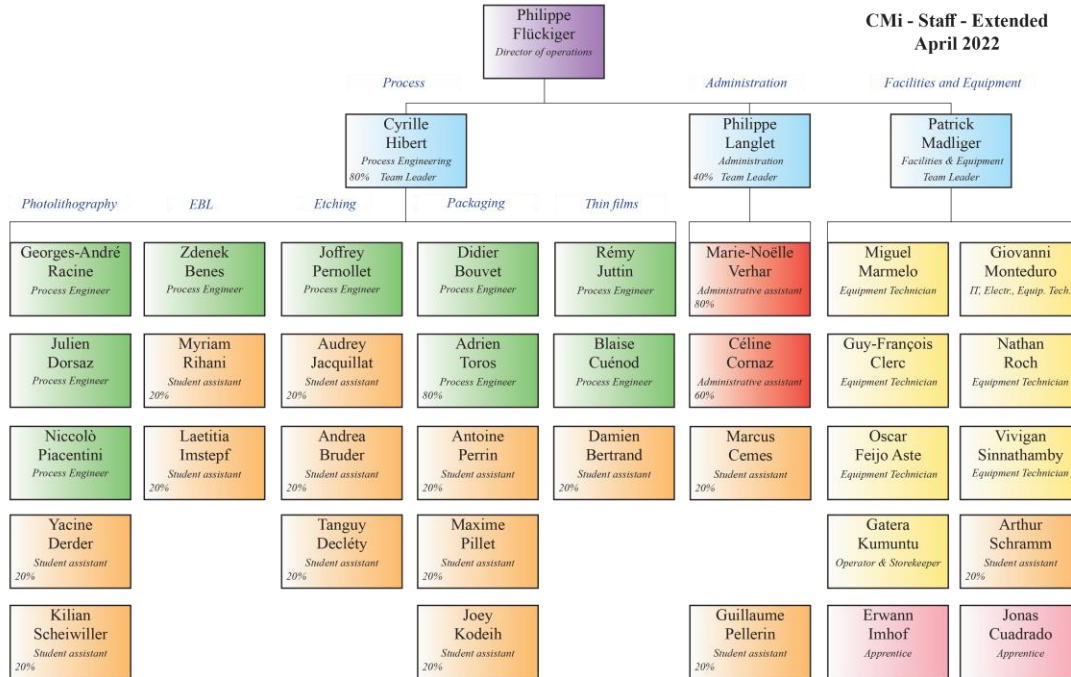 Philippe
Flückiger
Director of operations
CMi - Staff - Extended
April 2022
Process
Administration
Facilities and Equipment
Cyrille
Hibert
Process Engineering
80% Team Leader
Philippe
Langlet
Administration
40% Team Leader
Patrick
Madliger
Facilities & Equipment
Team Leader
Photolithography
EBL
Etching
Packaging
Thin films
Georges-André
Racine
Process Engineer
Zdenek
Benes
Process Engineer
Joffrey
Pernollet
Process Engineer
Didier
Bouvet
Process Engineer
Rémy
Juttin
Process Engineer
Marie-Noëlle
Verhar
Administrative assistant
80%
Miguel
Marmelo
Equipment Technician
Giovanni
Monteduro
IT, Electr., Equip. Tech.
Julien
Dorsaz
Process Engineer
Myriam
Rihani
Student assistant
20%
Audrey
Jacquillat
Student assistant
20%
Adrien
Toros
Process Engineer
80%
Blaise
Cuénod
Process Engineer
Céline
Cornaz
Administrative assistant
60%
Guy-François
Clerc
Equipment Technician
Nathan
Roch
Equipment Technician
Niccolò
Piacentini
Process Engineer
Laetitia
Imstepf
Student assistant
20%
Andrea
Bruder
Student assistant
20%
Antoine
Perrin
Student assistant
20%
Damien
Bertrand
Student assistant
20%
Marcus
Cemes
Student assistant
20%
Oscar
Feijo Aste
Equipment Technician
Vivigan
Sinnathamby
Equipment Technician
Yacine
Derder
Student assistant
20%
Tanguy
Decléty
Student assistant
20%
Maxime
Pillet
Student assistant
20%
Gatera
Kumuntu
Operator & Storekeeper
Arthur
Schramm
Student assistant
20%
Kilian
Scheiwiller
Student assistant
20%
Joey
Kodeih
Student assistant
20%
Guillaume
Pellerin
Student assistant
20%
Erwann
Imhof
Apprentice
Jonas
Cuadrado
Apprentice